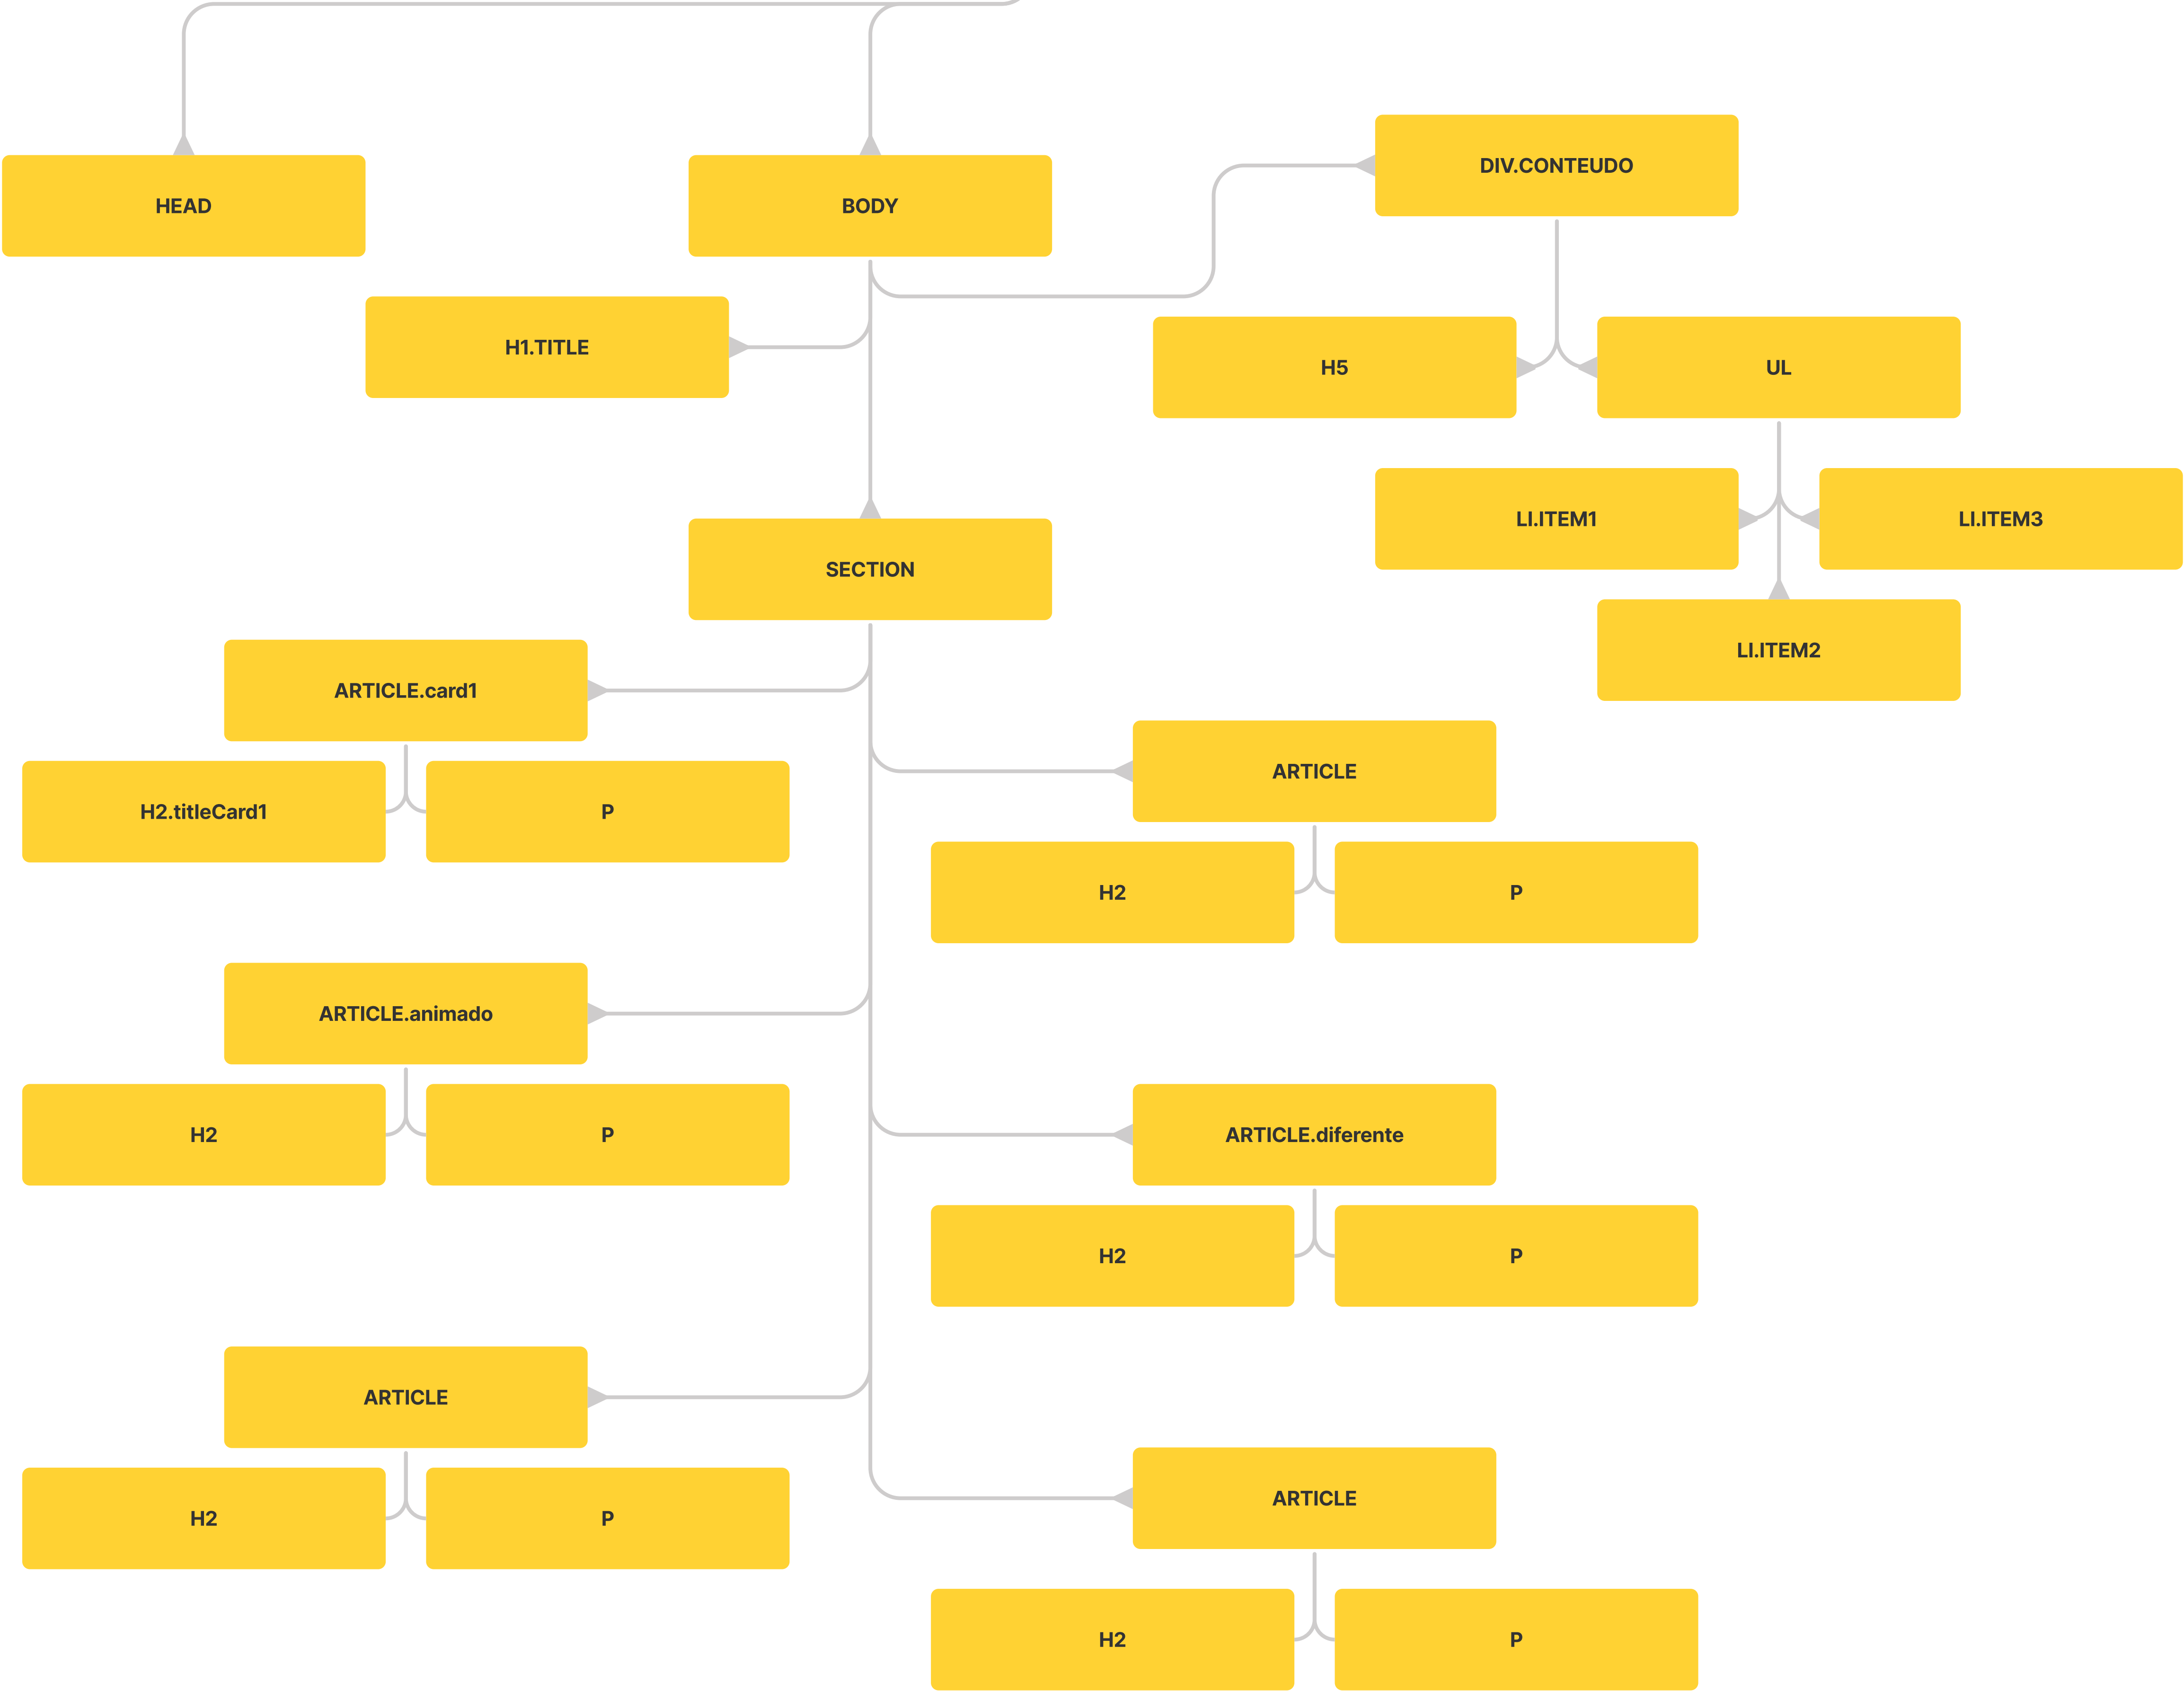 DIV.CONTEUDO
HEAD
BODY
H1.TITLE
H5
UL
LI.ITEM1
LI.ITEM3
SECTION
LI.ITEM2
ARTICLE.card1
ARTICLE
H2.titleCard1
P
H2
P
ARTICLE.animado
H2
P
ARTICLE.diferente
H2
P
ARTICLE
H2
P
ARTICLE
H2
P